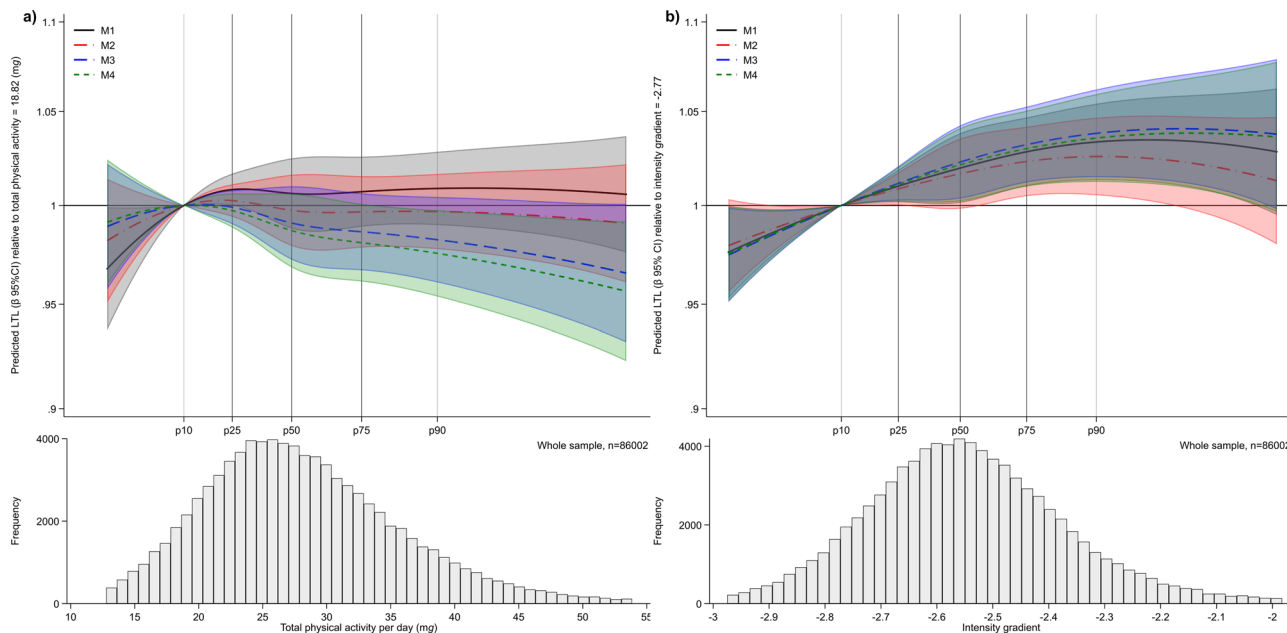 a)
Predicted LTL (β 95%CI) relative to total physical activity = 18.82 (mg)
1.1
1.05
1
.95
.9
M1
M2
M3
M4
p10 p25 p50 p75 p90
Whole sample, n=86002
Frequency
4000
2000
0
10 15 20 25 30 35 40 45 50 55
Total physical activity per day (mg)
b)
Predicted LTL (β 95% CI) relative to intensity gradient = -2.77
1.1
1.05
1
.95
.9
M1
M2
M3
M4
p10 p25 p50 p75 p90
Whole sample, n=86002
Frequency
4000
2000
0
-3 -2.9 -2.8 -2.7 -2.6 -2.5 -2.4 -2.3 -2.2 -2.1 -2
Intensity gradient